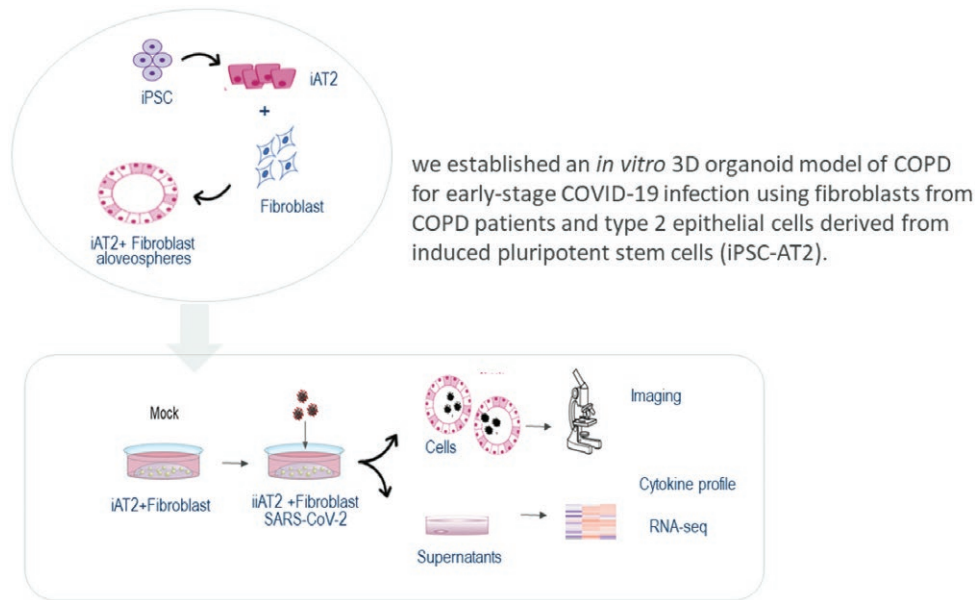 iPSC
iAT2
+
Fibroblast
iAT2+ Fibroblast
aloveospheres
we established an in vitro 3D organoid model of COPD
for early-stage COVID-19 infection using fibroblasts from
COPD patients and type 2 epithelial cells derived from
induced pluripotent stem cells (iPSC-AT2).
Mock
iAT2+Fibroblast
iiAT2 +Fibroblast
SARS-CoV-2
Cells
Imaging
Supernatants
Cytokine profile
RNA-seq